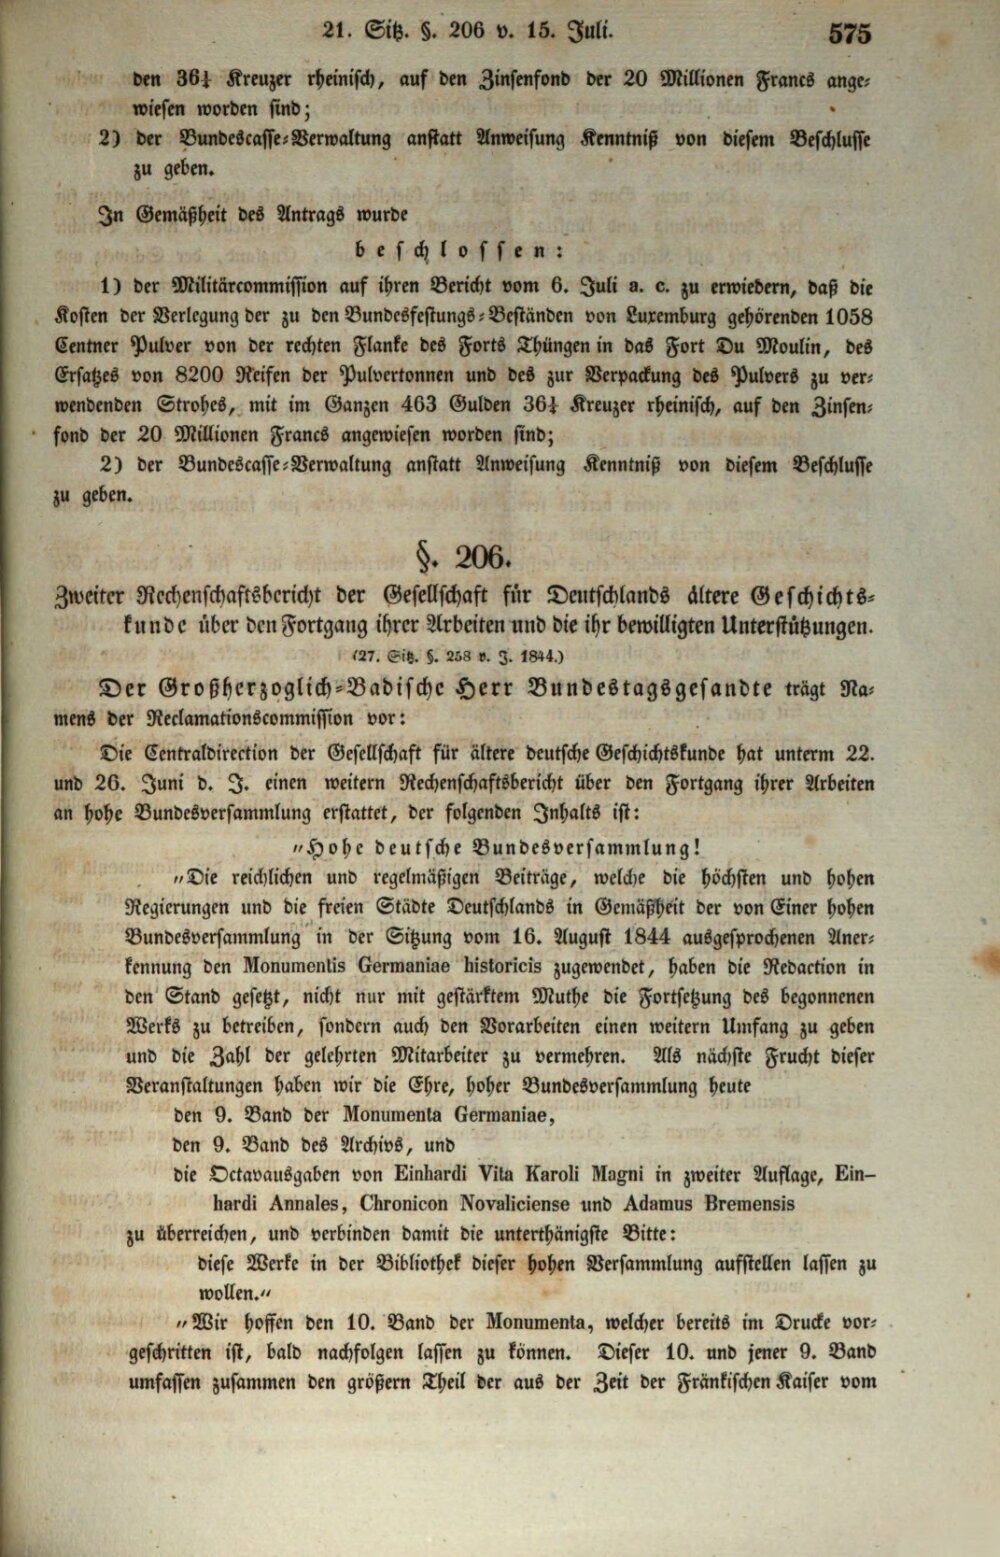 21. Sitz. §. 206 v. 15. Juli. 575
den 36¼ Kreuzer rheinisch, auf den Zinsenfond der 20 Millionen Francs ange-
wiesen worden sind;
2) der Bundescasse-Verwaltung anstatt Anweisung Kenntniß von diesem Beschlusse
zu geben.
In Gemäßheit des Antrags wurde
beschlossen:
1) der Militärcommission auf ihren Bericht vom 6. Juli a. c. zu erwiedern, daß die
Kosten der Verlegung der zu den Bundesfestungs-Beständen von Luxemburg gehörenden 1058
Centner Pulver von der rechten Flanke des Forts Thüngen in das Fort Du Moulin, des
Ersatzes von 8200 Reifen der Pulvertonnen und des zur Verpackung des Pulvers zu ver-
wendenden Strohes, mit im Ganzen 463 Gulden 36¼ Kreuzer rheinisch, auf den Zinsen-
fond der 20 Millionen Francs angewiesen worden sind;
2) der Bundescasse-Verwaltung anstatt Anweisung Kenntniß von diesem Beschlusse
zu geben.
§. 206.
Zweiter Rechenschaftsbericht der Gesellschaft für Deutschlands ältere Geschichts-
kunde über den Fortgang ihrer Arbeiten und die ihr bewilligten Unterstützungen.
(27. Sitz. §. 258 v. J. 1844.)
Der Großherzoglich-Badische Herr Bundestagsgesandte trägt Na-
mens der Reclamationscommission vor:
Die Centraldirection der Gesellschaft für ältere deutsche Geschichtskunde hat unterm 22.
und 26. Juni d. J. einen weitern Rechenschaftsbericht über den Fortgang ihrer Arbeiten
an hohe Bundesversammlung erstattet, der folgenden Inhalts ist:
„Hohe deutsche Bundesversammlung!
„Die reichlichen und regelmäßigen Beiträge, welche die höchsten und hohen
Regierungen und die freien Städte Deutschlands in Gemäßheit der von Einer hohen
Bundesversammlung in der Sitzung vom 16. August 1844 ausgesprochenen Aner-
kennung den Monumentis Germaniae historicis zugewendet, haben die Redaction in
den Stand gesetzt, nicht nur mit gestärktem Muthe die Fortsetzung des begonnenen
Werks zu betreiben, sondern auch den Vorarbeiten einen weitern Umfang zu geben
und die Zahl der gelehrten Mitarbeiter zu vermehren. Als nächste Frucht dieser
Veranstaltungen haben wir die Ehre, hoher Bundesversammlung heute
den 9. Band der Monumenta Germaniae,
den 9. Band des Archivs, und
die Octavausgaben von Einhardi Vita Karoli Magni in zweiter Auflage, Ein-
hardi Annales, Chronicon Novaliciense und Adamus Bremensis
zu überreichen, und verbinden damit die unterthänigste Bitte:
diese Werke in der Bibliothek dieser hohen Versammlung aufstellen lassen zu
wollen.“
„Wir hoffen den 10. Band der Monumenta, welcher bereits im Drucke vor-
geschritten ist, bald nachfolgen lassen zu können. Dieser 10. und jener 9. Band
umfassen zusammen den größern Theil der aus der Zeit der Fränkischen Kaiser vom